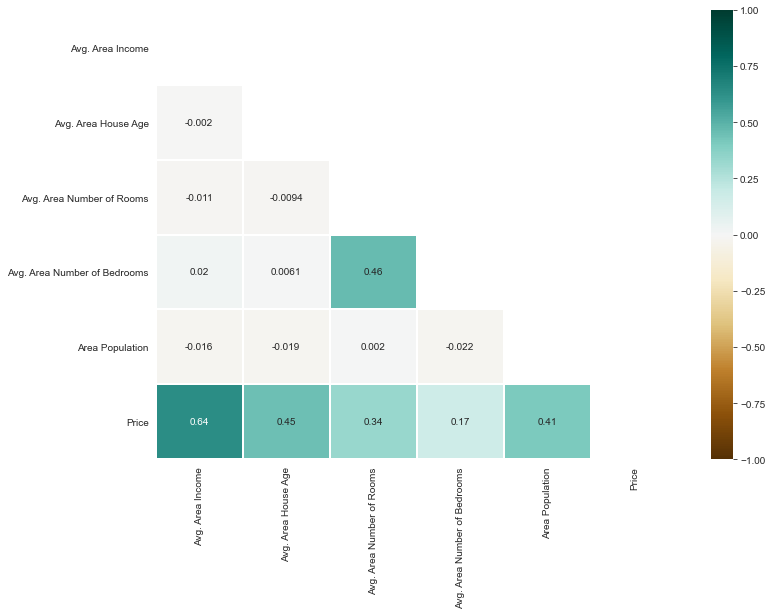 Avg. Area Income
Avg. Area House Age
-0.002
Avg. Area Number of Rooms
-0.011 -0.0094
Avg. Area Number of Bedrooms
0.02 0.0061 0.46
Area Population
-0.016 -0.019 0.002 -0.022
Price
0.64 0.45 0.34 0.17 0.41
Avg. Area Income
Avg. Area House Age
Avg. Area Number of Rooms
Avg. Area Number of Bedrooms
Area Population
Price
1.00
0.75
0.50
0.25
0.00
−0.25
−0.50
−0.75
−1.00